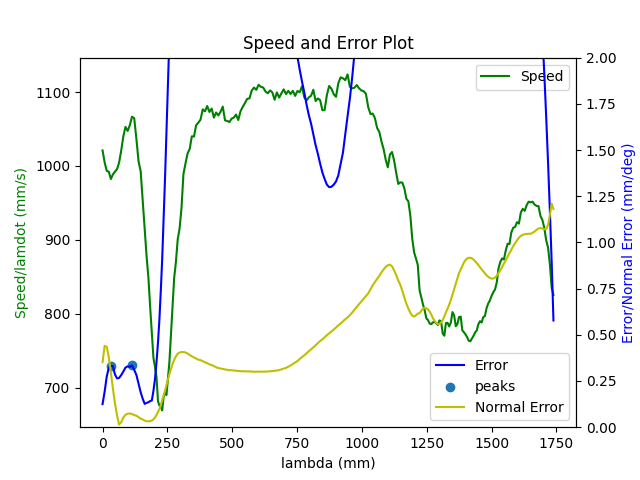 Speed and Error Plot
Speed
1100
1000
900
800
700
Speed/lamdot (mm/s)
2.00
1.75
1.50
1.25
1.00
0.75
0.50
0.25
0.00
Error/Normal Error (mm/deg)
Error
peaks
Normal Error
0 250 500 750 1000 1250 1500 1750
lambda (mm)